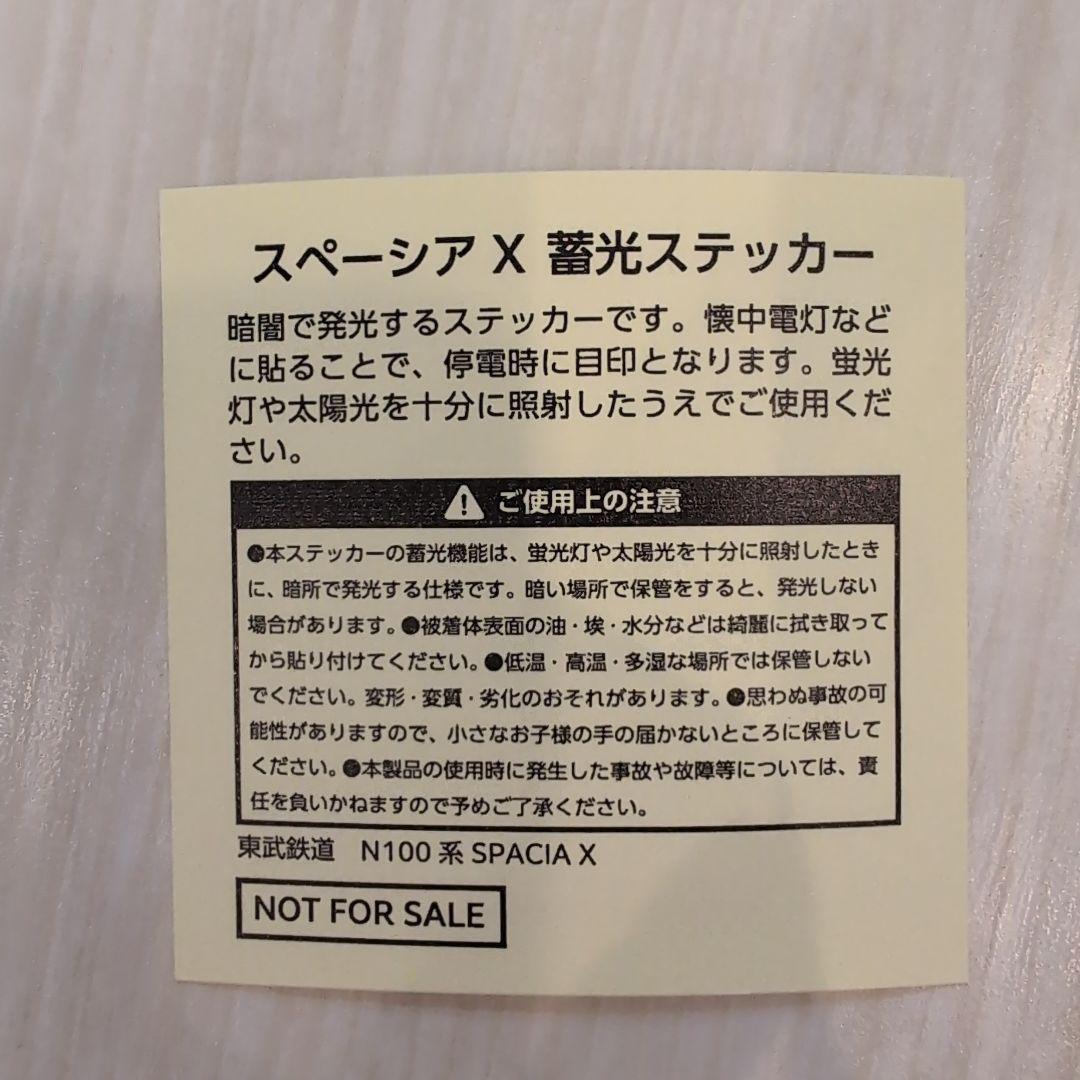 スペーシア X 蓄光ステッカー
暗闇で発光するステッカーです。懐中電灯など
に貼ることで、停電時に目印となります。蛍光
灯や太陽光を十分に照射したうえでご使用くだ
さい。
ご使用上の注意
●本ステッカーの蓄光機能は、蛍光灯や太陽光を十分に照射したとき
に、暗所で発光する仕様です。暗い場所で保管をすると、発光しない
場合があります。●被着体表面の油・埃・水分などは綺麗に拭き取って
から貼り付けてください。●低温・高温・多湿な場所では保管しない
でください。変形・変質・劣化のおそれがあります。●思わぬ事故の可
能性がありますので、小さなお子様の手の届かないところに保管して
ください。●本製品の使用時に発生した事故や故障等については、責
任を負いかねますので予めご了承ください。
東武鉄道 N100 系 SPACIA X
NOT FOR SALE